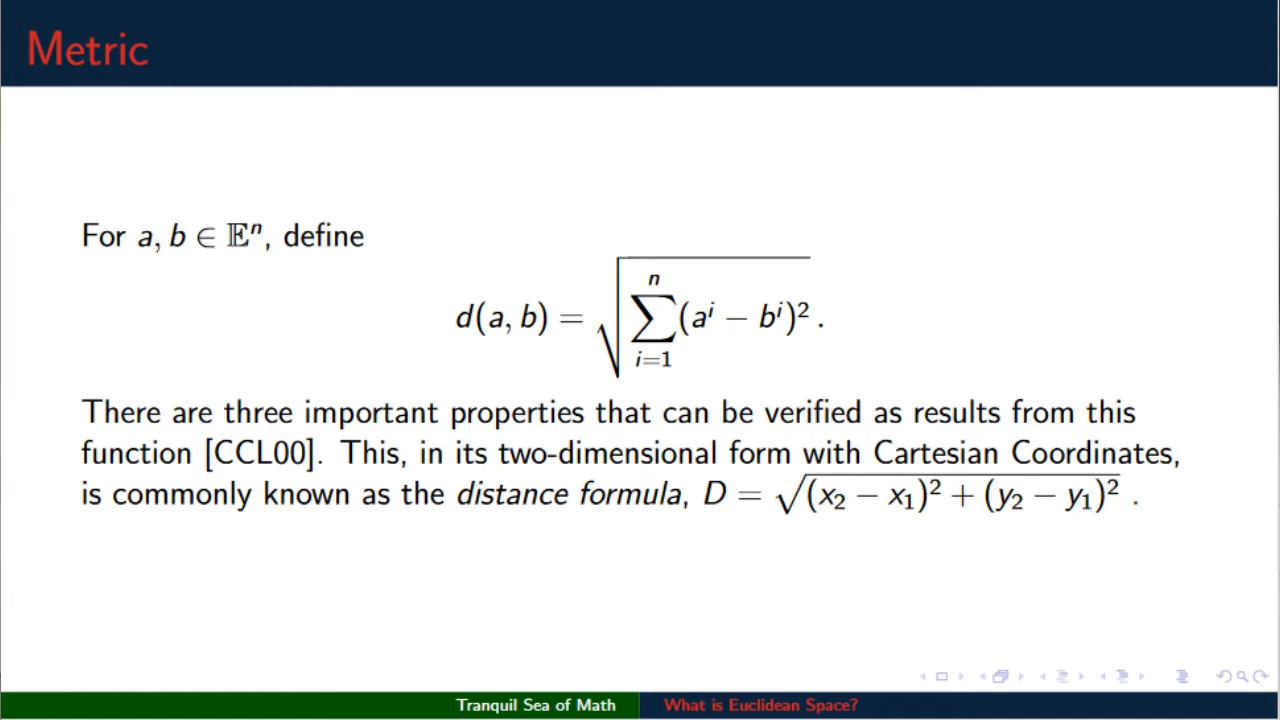 Metric
For a, b ∈ 𝔼ⁿ, define
d(a, b) = √∑ⁿᵢ₌₁(aⁱ − bⁱ)² .
There are three important properties that can be verified as results from this
function [CCL00]. This, in its two-dimensional form with Cartesian Coordinates,
is commonly known as the distance formula, D = √(x₂ − x₁)² + (y₂ − y₁)² .
Tranquil Sea of Math What is Euclidean Space?